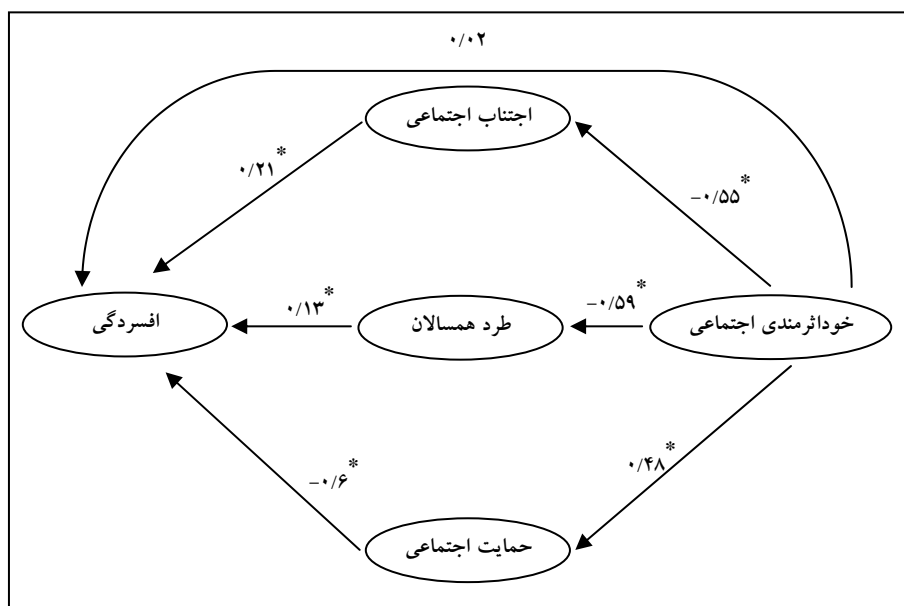 ۰/۰۲
اجتناب اجتماعی
۰/۲۱*
−۰/۵۵*
افسردگی
۰/۱۳*
طرد همسالان
−۰/۵۹*
خوداثرمندی اجتماعی
−۰/۶*
۰/۴۸*
حمایت اجتماعی